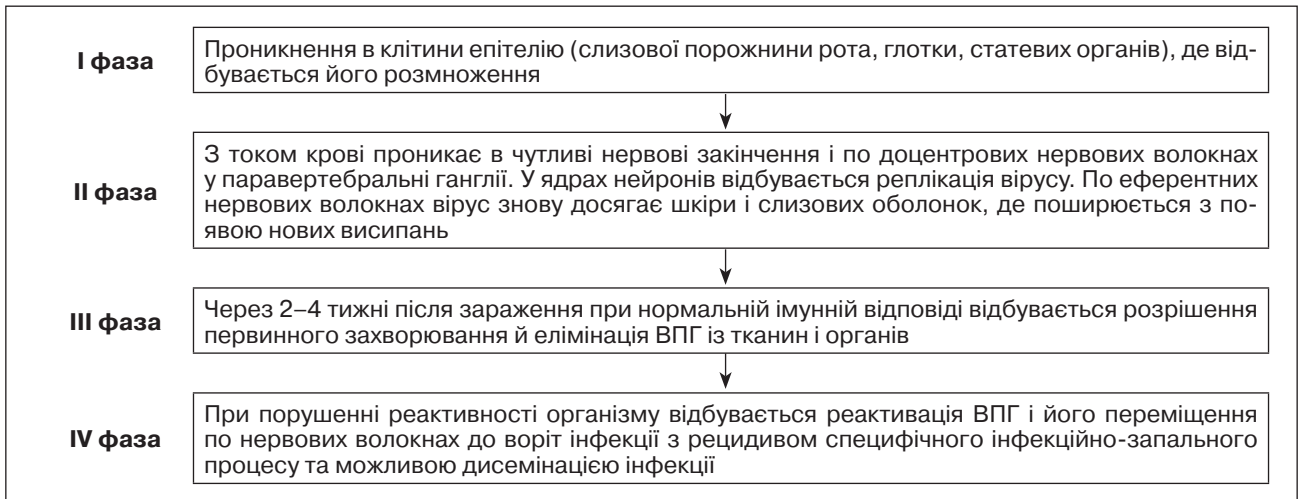 I фаза
Проникнення в клітини епітелію (слизової порожнини рота, глотки, статевих органів), де від-
бувається його розмноження
II фаза
З током крові проникає в чутливі нервові закінчення і по доцентрових нервових волокнах
у паравертебральні ганглії. У ядрах нейронів відбувається реплікація вірусу. По еферентних
нервових волокнах вірус знову досягає шкіри і слизових оболонок, де поширюється з по-
явою нових висипань
III фаза
Через 2–4 тижні після зараження при нормальній імунній відповіді відбувається розрішення
первинного захворювання й елімінація ВПГ із тканин і органів
IV фаза
При порушенні реактивності організму відбувається реактивація ВПГ і його переміщення
по нервових волокнах до воріт інфекції з рецидивом специфічного інфекційно-запального
процесу та можливою дисемінацією інфекції